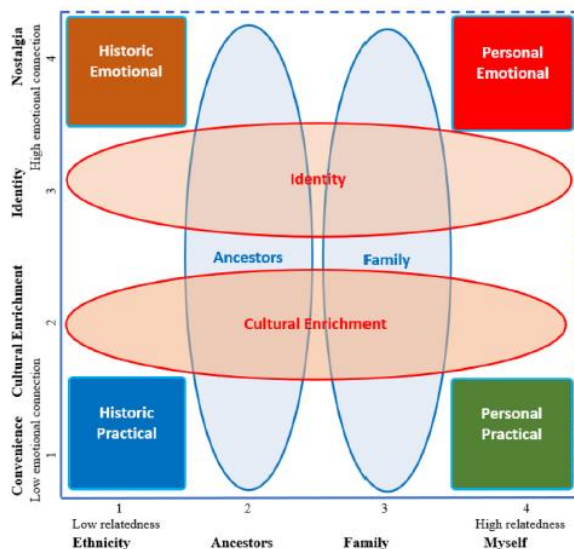 Nostalgia
High emotional connection
4
Historic
Emotional
Personal
Emotional
Identity
3
Identity
Ancestors
Family
Cultural Enrichment
2
Cultural Enrichment
Convenience
Low emotional connection
1
Historic
Practical
Personal
Practical
1
2
3
4
Low relatedness
High relatedness
Ethnicity
Ancestors
Family
Myself